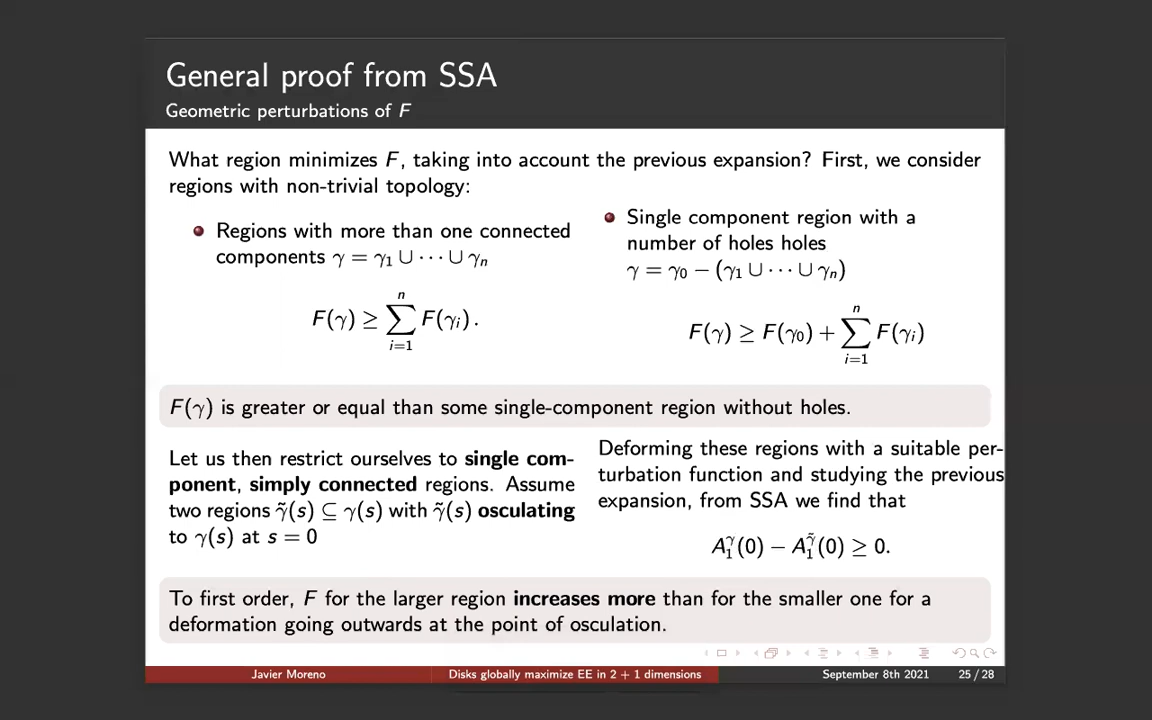 General proof from SSA
Geometric perturbations of F
What region minimizes F, taking into account the previous expansion? First, we consider
regions with non-trivial topology:
Regions with more than one connected
components γ = γ₁ ∪ ··· ∪ γₙ
F(γ) ≥ ∑ᵢ₌₁ⁿ F(γᵢ).
Single component region with a
number of holes holes
γ = γ₀ − (γ₁ ∪ ··· ∪ γₙ)
F(γ) ≥ F(γ₀) + ∑ᵢ₌₁ⁿ F(γᵢ)
F(γ) is greater or equal than some single-component region without holes.
Let us then restrict ourselves to single com-
ponent, simply connected regions. Assume
two regions γ̃(s) ⊆ γ(s) with γ̃(s) osculating
to γ(s) at s = 0
Deforming these regions with a suitable per-
turbation function and studying the previous
expansion, from SSA we find that
A₁^γ(0) − A₁^γ̃(0) ≥ 0.
To first order, F for the larger region increases more than for the smaller one for a
deformation going outwards at the point of osculation.
Javier Moreno
Disks globally maximize EE in 2 + 1 dimensions
September 8th 2021
25 / 28